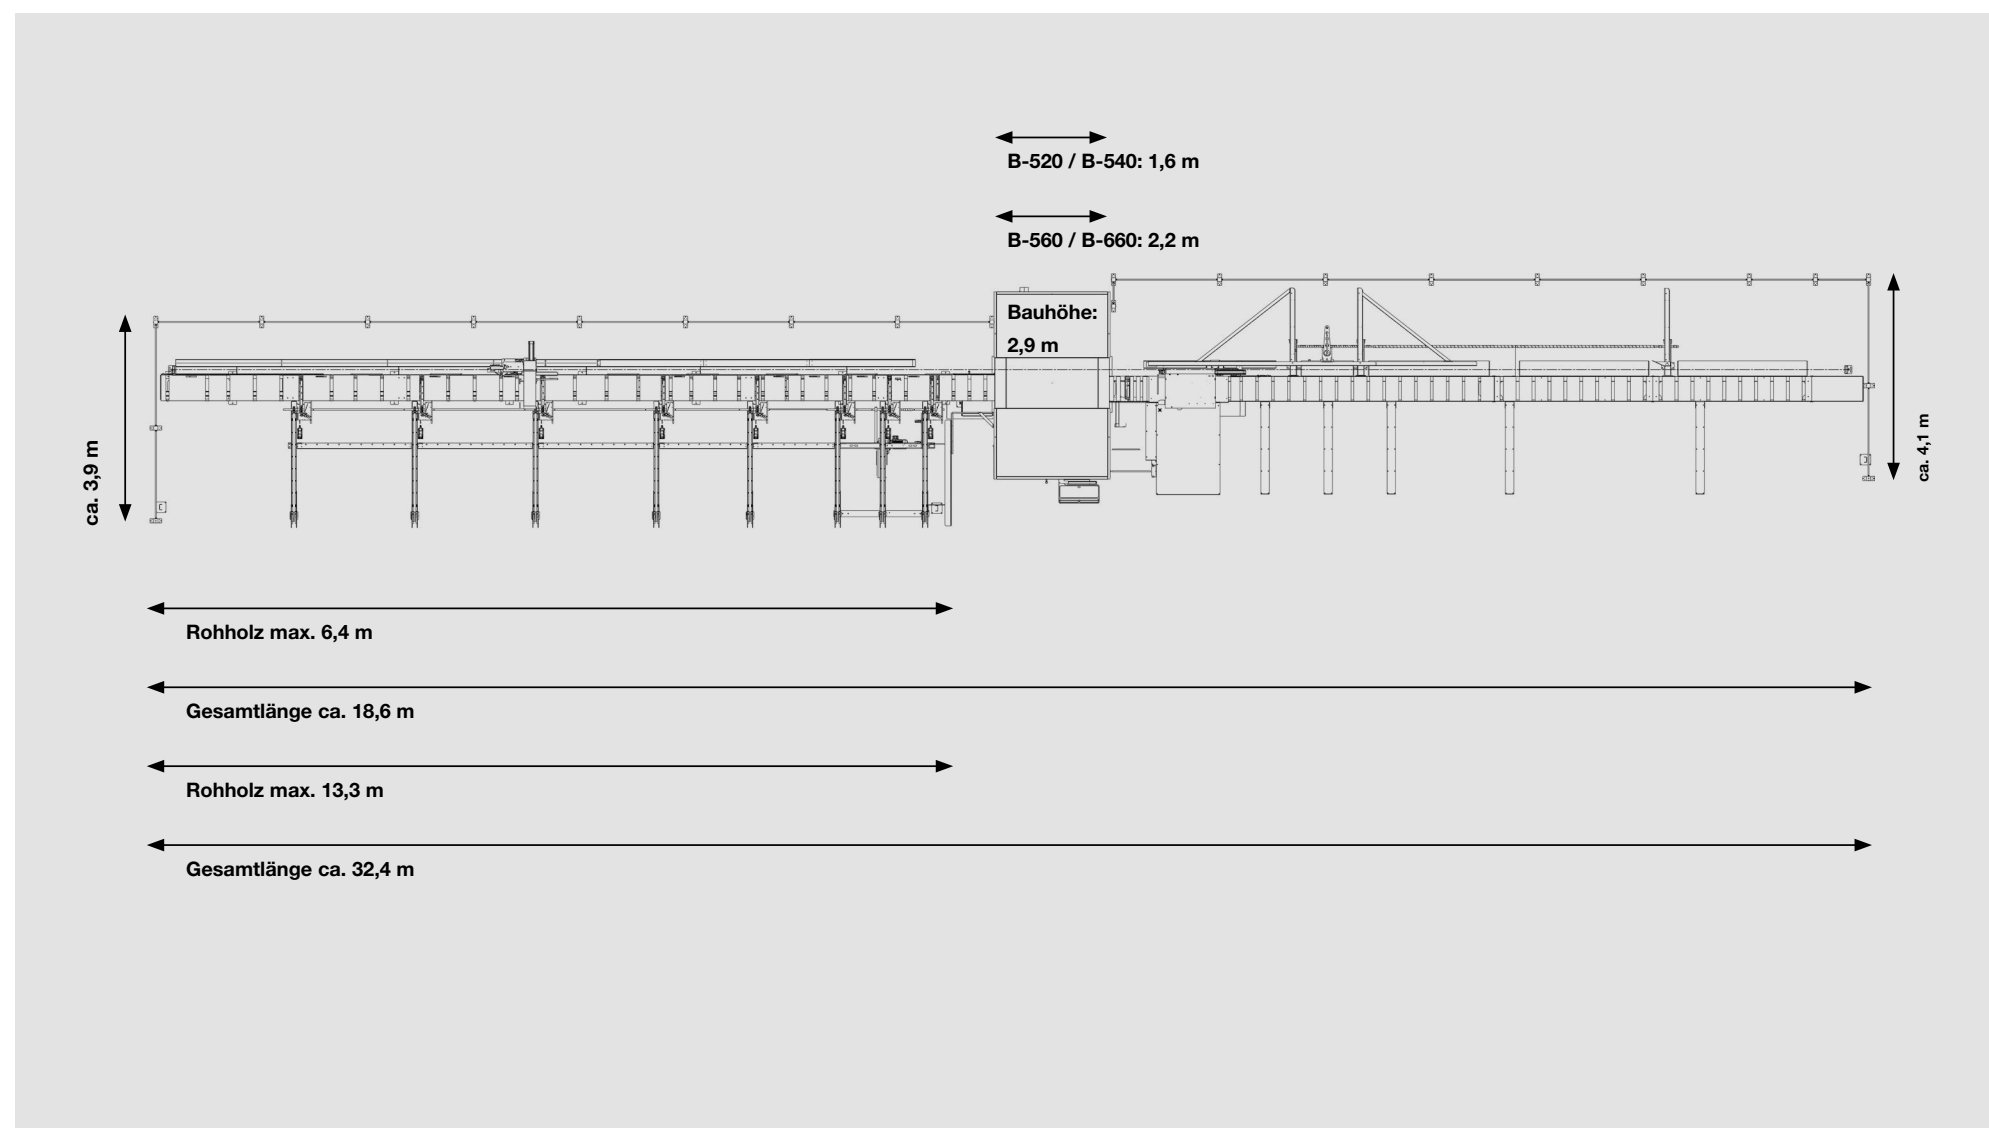 B-520 / B-540: 1,6 m
B-560 / B-660: 2,2 m
Bauhöhe:
2,9 m
ca. 3,9 m
ca. 4,1 m
Rohholz max. 6,4 m
Gesamtlänge ca. 18,6 m
Rohholz max. 13,3 m
Gesamtlänge ca. 32,4 m